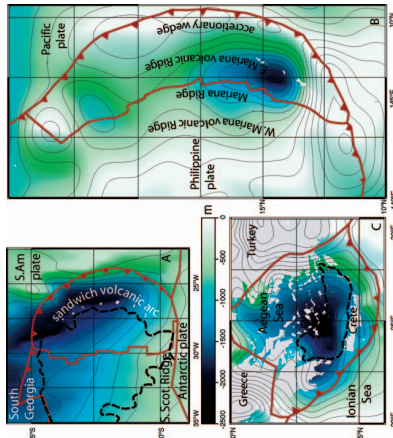 B
Pacific
plate
accretionary wedge
Mariana volcanic Ridge
Mariana Ridge
W. Mariana volcanic Ridge
Philippine
plate
15°N
10°N
A
S.Am
plate
South
Georgia
sandwich volcanic arc
S.Scot Ridge
Antarctic plate
25°W
30°W
35°W
m
0
-500
-1000
-1500
-2000
-2500
C
Turkey
Greece
Aegean
Sea
Crete
Ionian
Sea